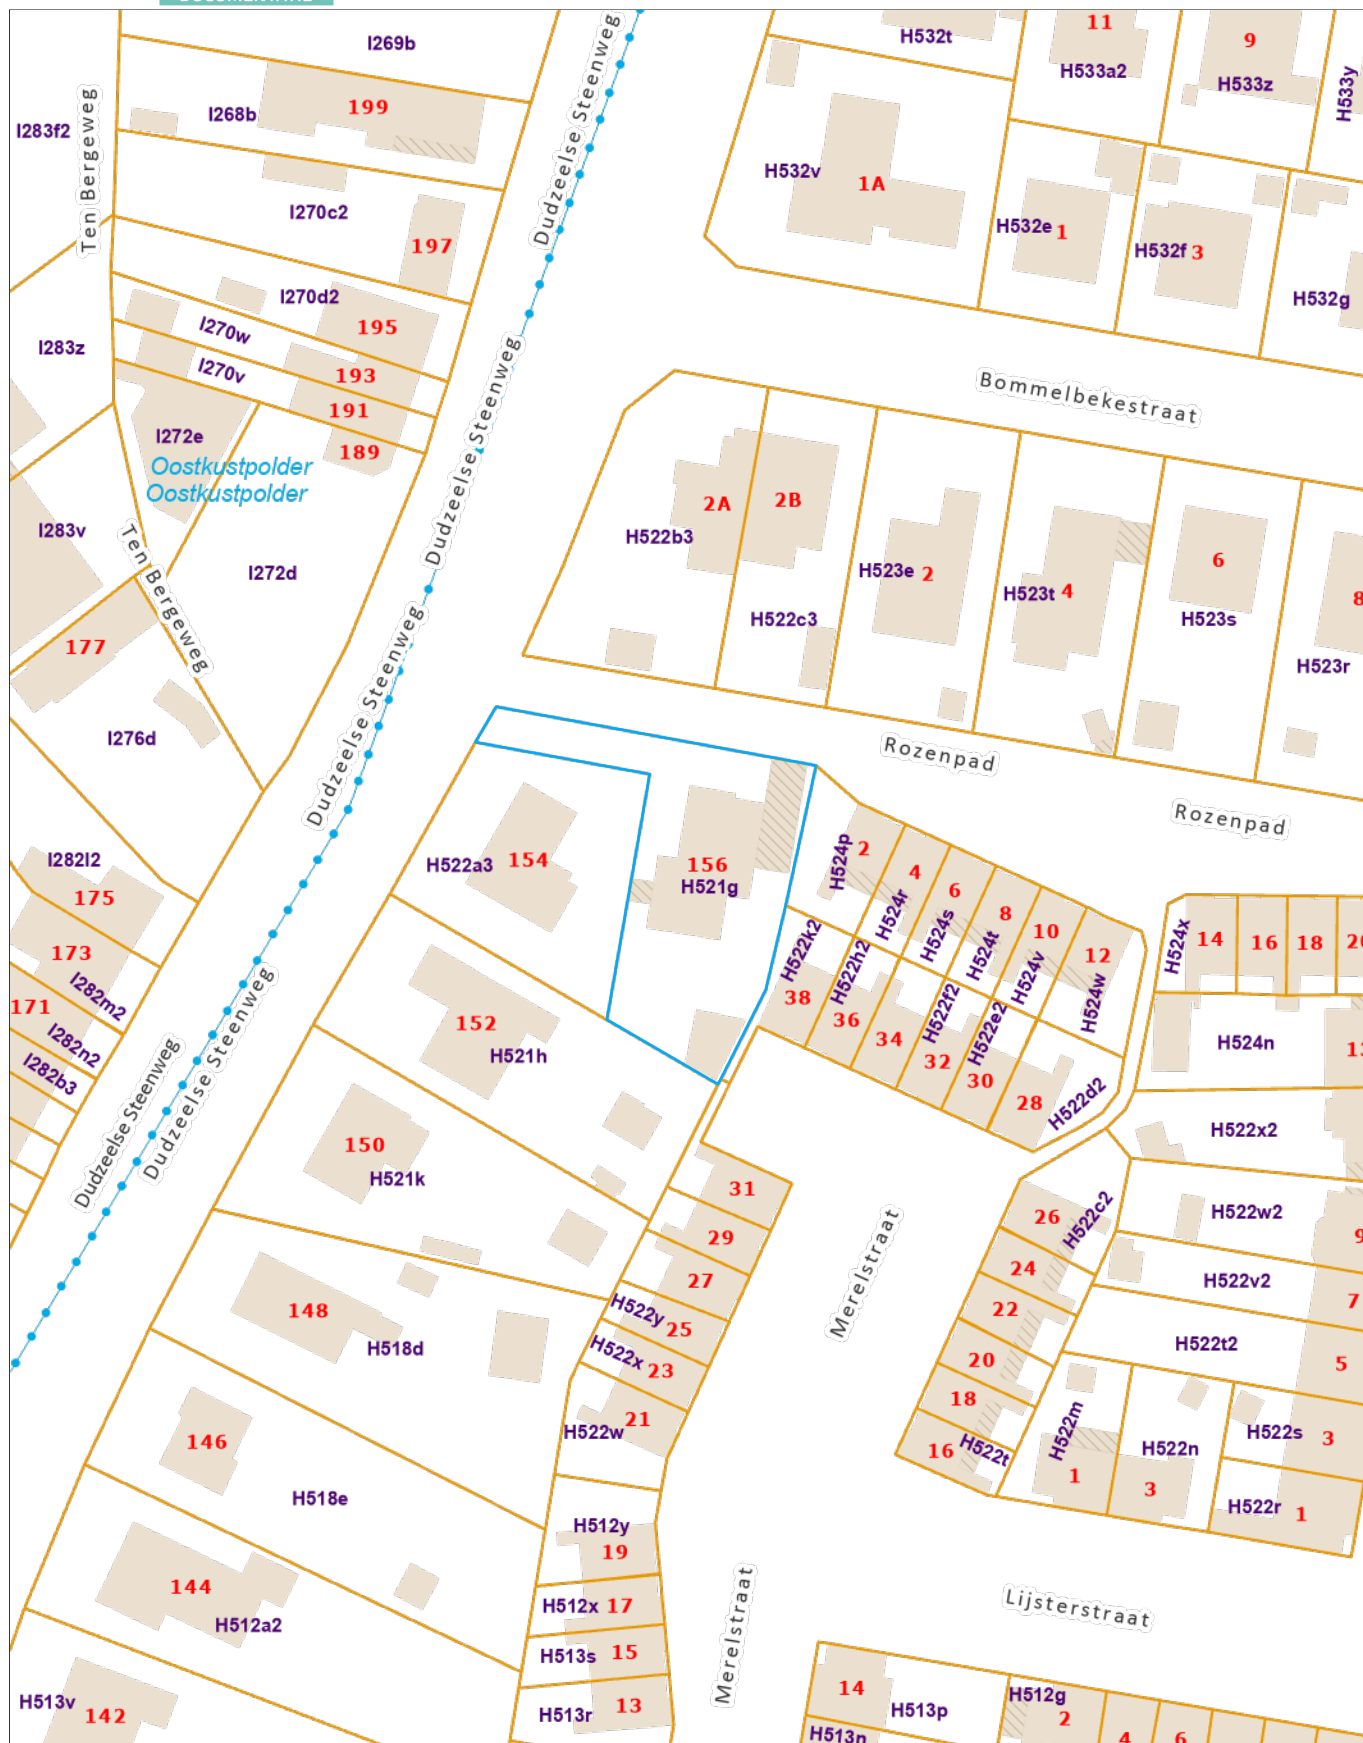 I269b
H532t
11
9
H533a2
H533z
H533y
I283f2
Ten Bergeweg
I268b
199
Dudzeelse Steenweg
H532v
1A
I270c2
197
H532e
1
H532f
3
H532g
I270d2
195
I270w
I283z
193
I270v
191
189
Bommelbekestraat
I272e
Oostkustpolder
Oostkustpolder
Dudzeelse Steenweg
2A
2B
H522b3
I283v
I272d
Ten Bergeweg
H523e
2
H523t
4
6
H523s
8
H522c3
H523r
177
Dudzeelse Steenweg
I276d
Rozenpad
Rozenpad
I282l2
175
H522a3
154
156
H521g
H524p
2
4
H524r
6
H524s
8
H524t
10
H524v
12
H524w
H524x
14
16
18
173
I282m2
171
I282n2
I282b3
H522k2
38
H522h2
36
34
H522f2
32
H522e2
30
28
H522d2
H524n
152
H521h
Dudzeelse Steenweg
Dudzeelse Steenweg
150
H521k
H522x2
31
29
27
H522y
25
H522x
23
21
H522w
Merelstraat
26
H522c2
24
22
20
18
16
H522t
H522w2
9
H522v2
7
H522t2
5
148
H518d
146
H518e
H522m
1
H522n
3
H522s
3
H522r
1
H512y
19
144
H512a2
H512x
17
H513s
15
H513r
13
Merelstraat
Lijsterstraat
H513v
142
14
H513p
H513n
H512g
2
4
6